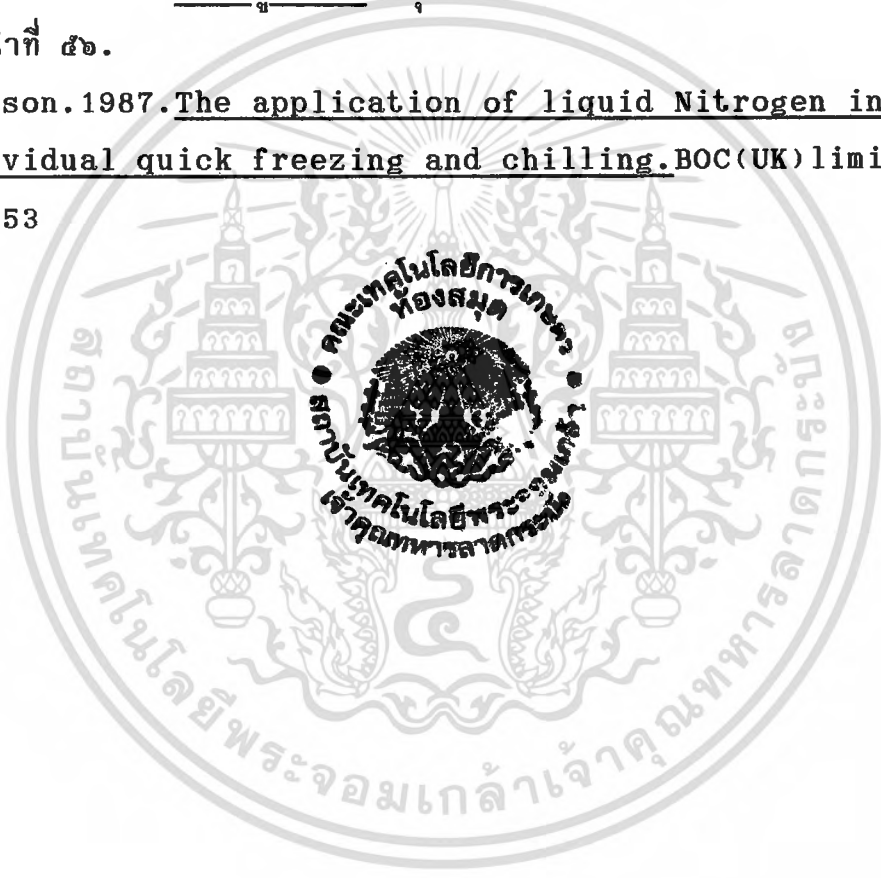 าที่ ๕๖.
son.1987.The application of liquid Nitrogen in
vidual quick freezing and chilling.BOC(UK)limi
53
คณะเทคโนโลยีการเกษตร
ห้องสมุด
สถาบันเทคโนโลยีพระจอมเกล้า
เจ้าคุณทหารลาดกระบัง
สถาบันเทคโนโลยีพระจอมเกล้าเจ้าคุณทหารลาดกระบัง